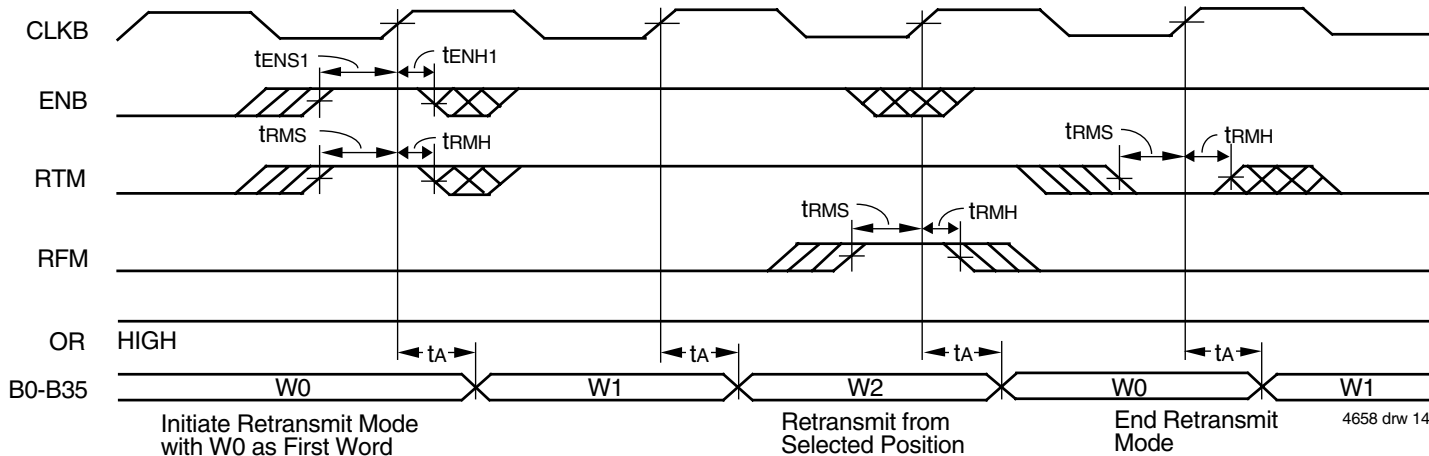 CLKB
tENS1 tENH1
ENB
tRMS tRMH tRMS tRMH
RTM
tRMS tRMH
RFM
OR HIGH
tA tA tA tA
B0-B35 W0 W1 W2 W0 W1
Initiate Retransmit Mode
with W0 as First Word
Retransmit from
Selected Position
End Retransmit
Mode
4658 drw 14